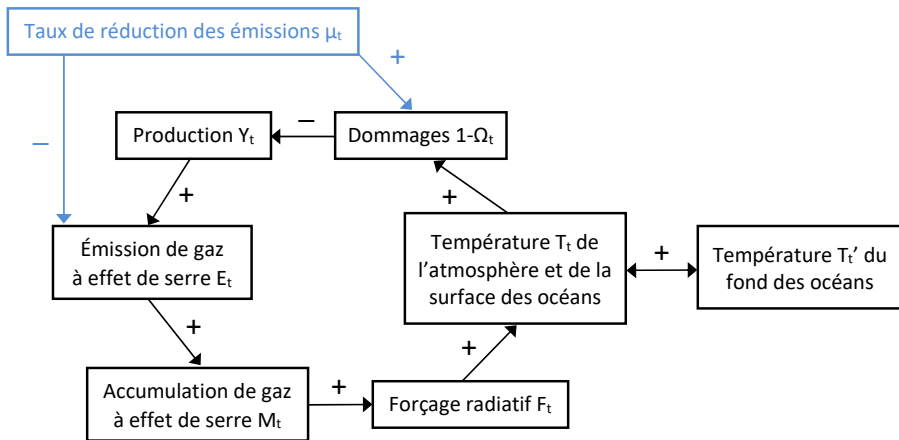 Taux de réduction des émissions μₜ
+
−
Production Yₜ
−
Dommages 1-Ωₜ
+
+
Émission de gaz
à effet de serre Eₜ
Température Tₜ de
l’atmosphère et de la
surface des océans
+
Température Tₜ’ du
fond des océans
+
+
Accumulation de gaz
à effet de serre Mₜ
+
Forçage radiatif Fₜ